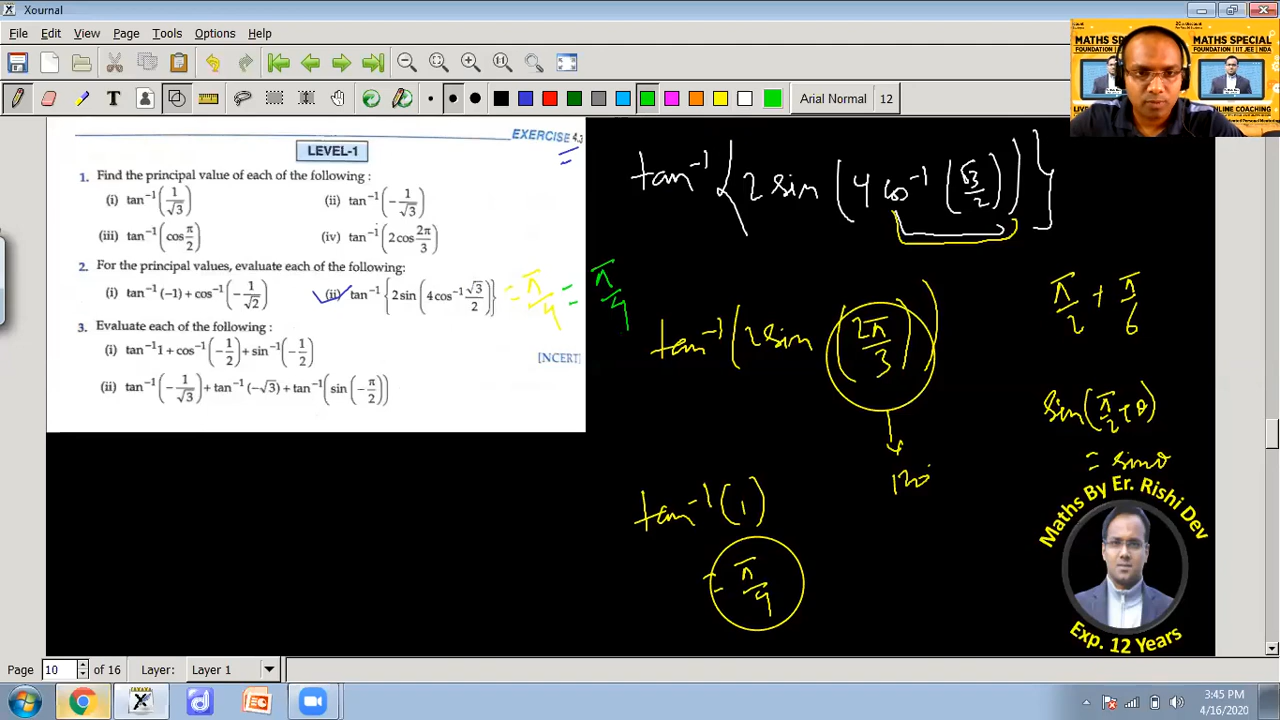 Xournal
File Edit View Page Tools Options Help
Arial Normal 12
MATHS SPECIAL MATHS SPECIAL
FOUNDATION | IIT JEE | NDA
EXERCISE 4.3
LEVEL-1
1. Find the principal value of each of the following :
(i) tan⁻¹(1/√3) (ii) tan⁻¹(-1/√3)
(iii) tan⁻¹(cos π/2) (iv) tan⁻¹(2cos 2π/3)
2. For the principal values, evaluate each of the following:
(i) tan⁻¹(-1) + cos⁻¹(-1/√2) (ii) tan⁻¹{2sin(4cos⁻¹ √3/2)} = π/4 = π/4
3. Evaluate each of the following :
(i) tan⁻¹1 + cos⁻¹(-1/2) + sin⁻¹(-1/2) [NCERT]
(ii) tan⁻¹(-1/√3) + tan⁻¹(-√3) + tan⁻¹(sin(-π/2))
tan⁻¹{2 sin(4 cos⁻¹(√3/2))}
tan⁻¹(2 sin(2π/3))
120°
tan⁻¹(1)
= π/4
π/2 + π/6
sin(π/2+θ)
= sinθ
Maths By Er. Rishi Dev
Exp. 12 Years
Page 10 of 16 Layer: Layer 1
3:45 PM
4/16/2020